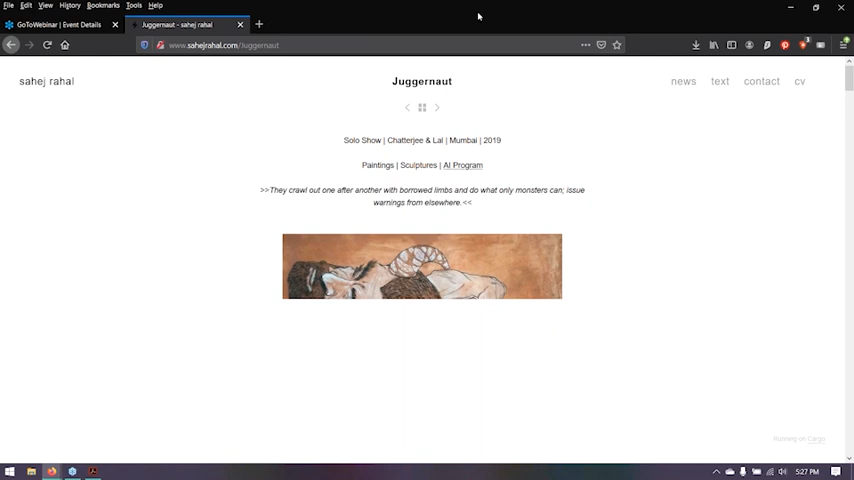 File Edit View History Bookmarks Tools Help
GoToWebinar | Event Details
Juggernaut - sahej rahal
www.sahejrahal.com/Juggernaut
sahej rahal
Juggernaut
news text contact cv
Solo Show | Chatterjee & Lal | Mumbai | 2019
Paintings | Sculptures | AI Program
>>They crawl out one after another with borrowed limbs and do what only monsters can; issue
warnings from elsewhere.<<
Running on Cargo
5:27 PM